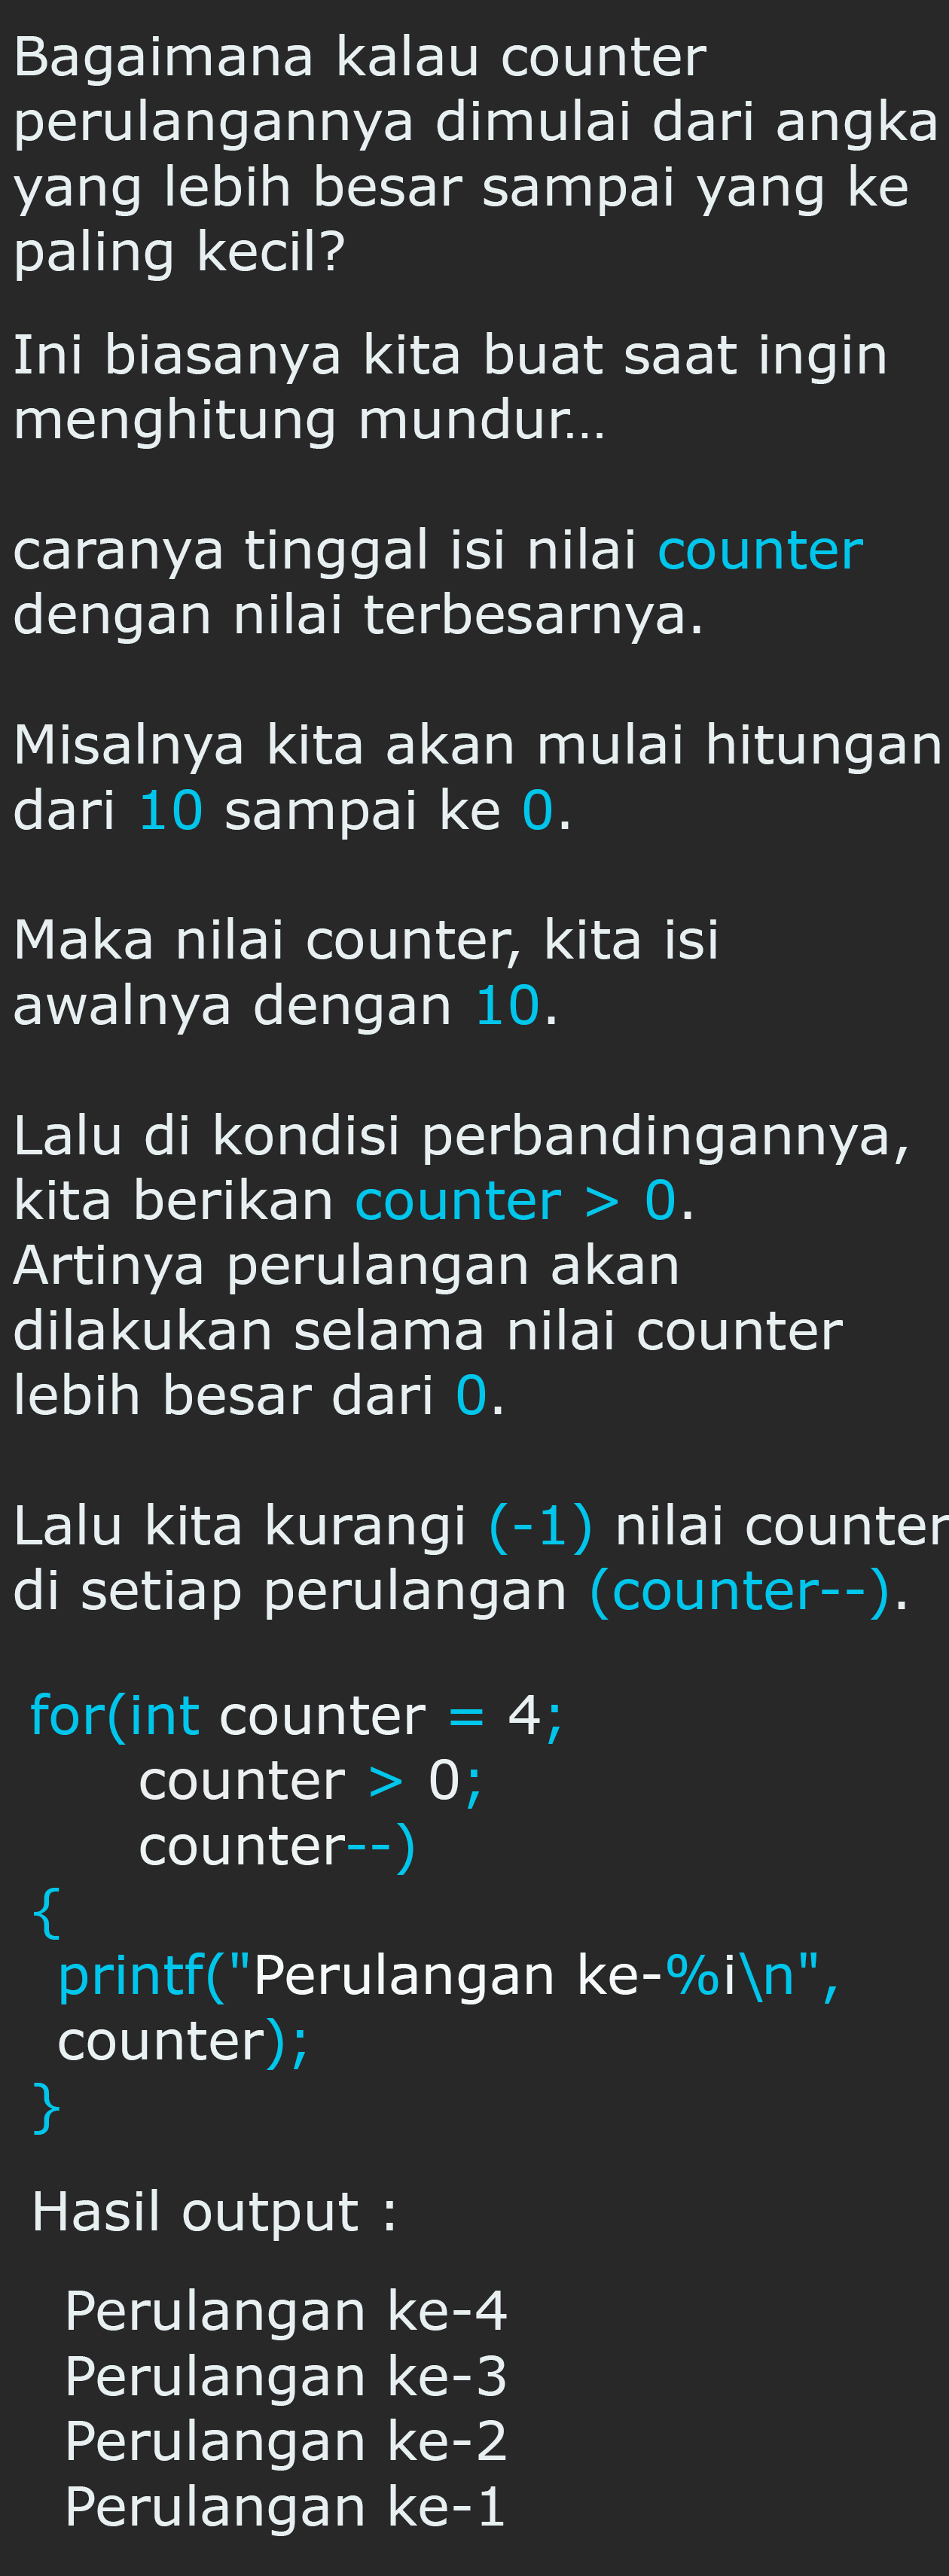 Bagaimana kalau counter
perulangannya dimulai dari angka
yang lebih besar sampai yang ke
paling kecil?
Ini biasanya kita buat saat ingin
menghitung mundur…
caranya tinggal isi nilai counter
dengan nilai terbesarnya.
Misalnya kita akan mulai hitungan
dari 10 sampai ke 0.
Maka nilai counter, kita isi
awalnya dengan 10.
Lalu di kondisi perbandingannya,
kita berikan counter > 0.
Artinya perulangan akan
dilakukan selama nilai counter
lebih besar dari 0.
Lalu kita kurangi (-1) nilai counter
di setiap perulangan (counter--).
for(int counter = 4;
counter > 0;
counter--)
{
printf("Perulangan ke-%i\n",
counter);
}
Hasil output :
Perulangan ke-4
Perulangan ke-3
Perulangan ke-2
Perulangan ke-1